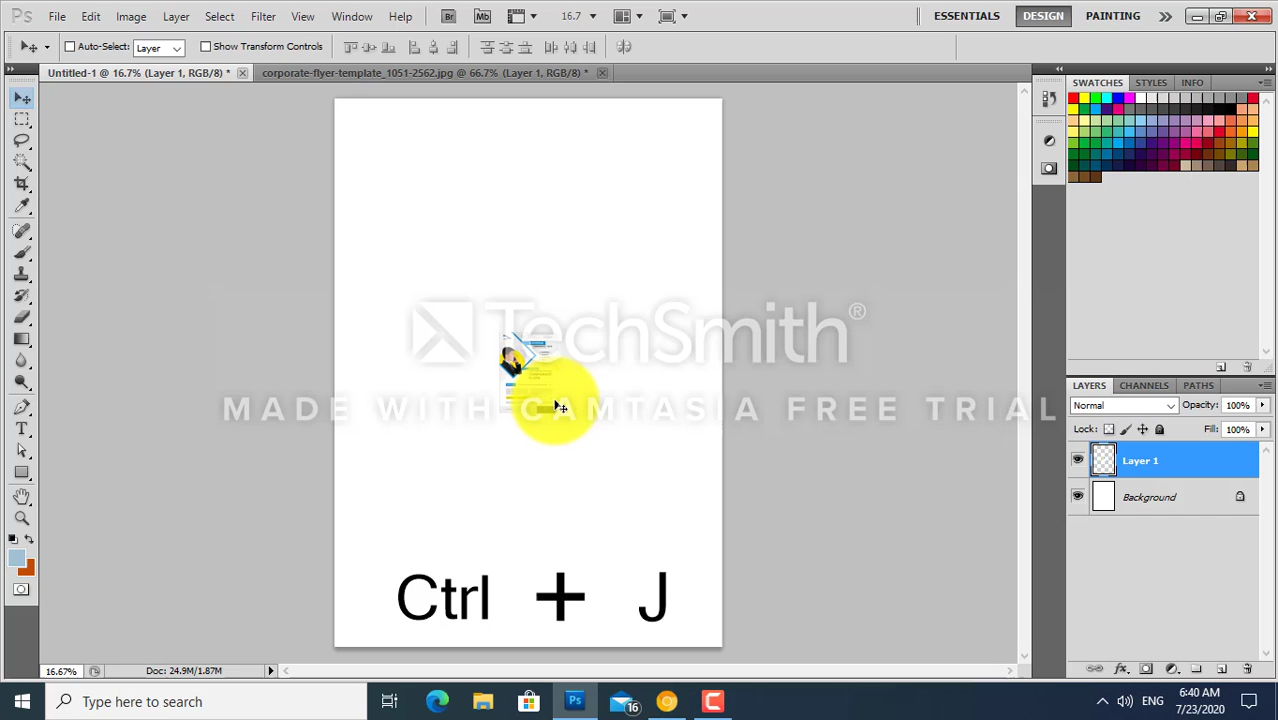 Ps File Edit Image Layer Select Filter View Window Help Br Mb 16.7 ESSENTIALS DESIGN PAINTING
Auto-Select: Layer Show Transform Controls
Untitled-1 @ 16.7% (Layer 1, RGB/8) * corporate-flyer-template_1051-2562.jpg @ 66.7% (Layer 1, RGB/8) *
SWATCHES STYLES INFO
TechSmith®
MADE WITH CAMTASIA FREE TRIAL
LAYERS CHANNELS PATHS
Normal Opacity: 100%
Lock: Fill: 100%
Layer 1
Background
Ctrl + J
16.67% Doc: 24.9M/1.87M
Type here to search
Ps 16 ENG 6:40 AM
7/23/2020